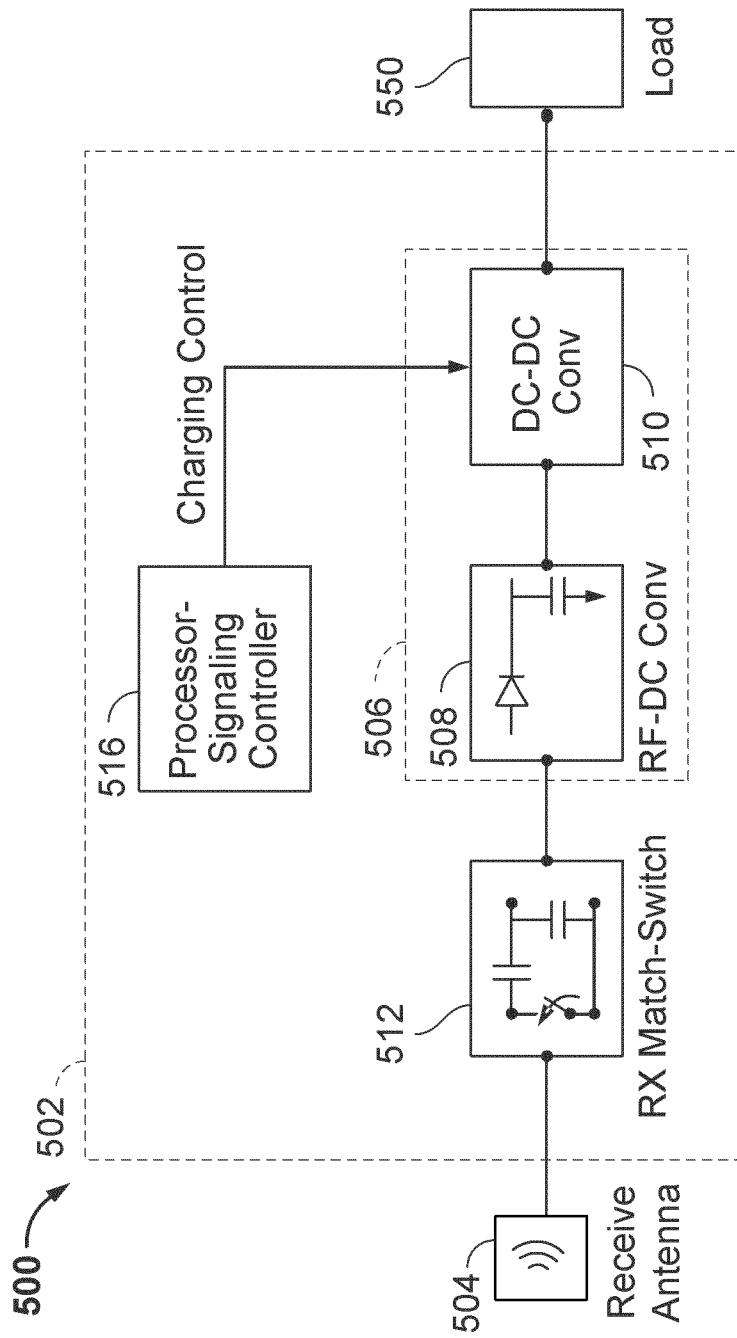 500
502
504
Receive
Antenna
512
RX Match-Switch
506
508
RF-DC Conv
516
Processor-
Signaling
Controller
Charging Control
DC-DC
Conv
510
550
Load